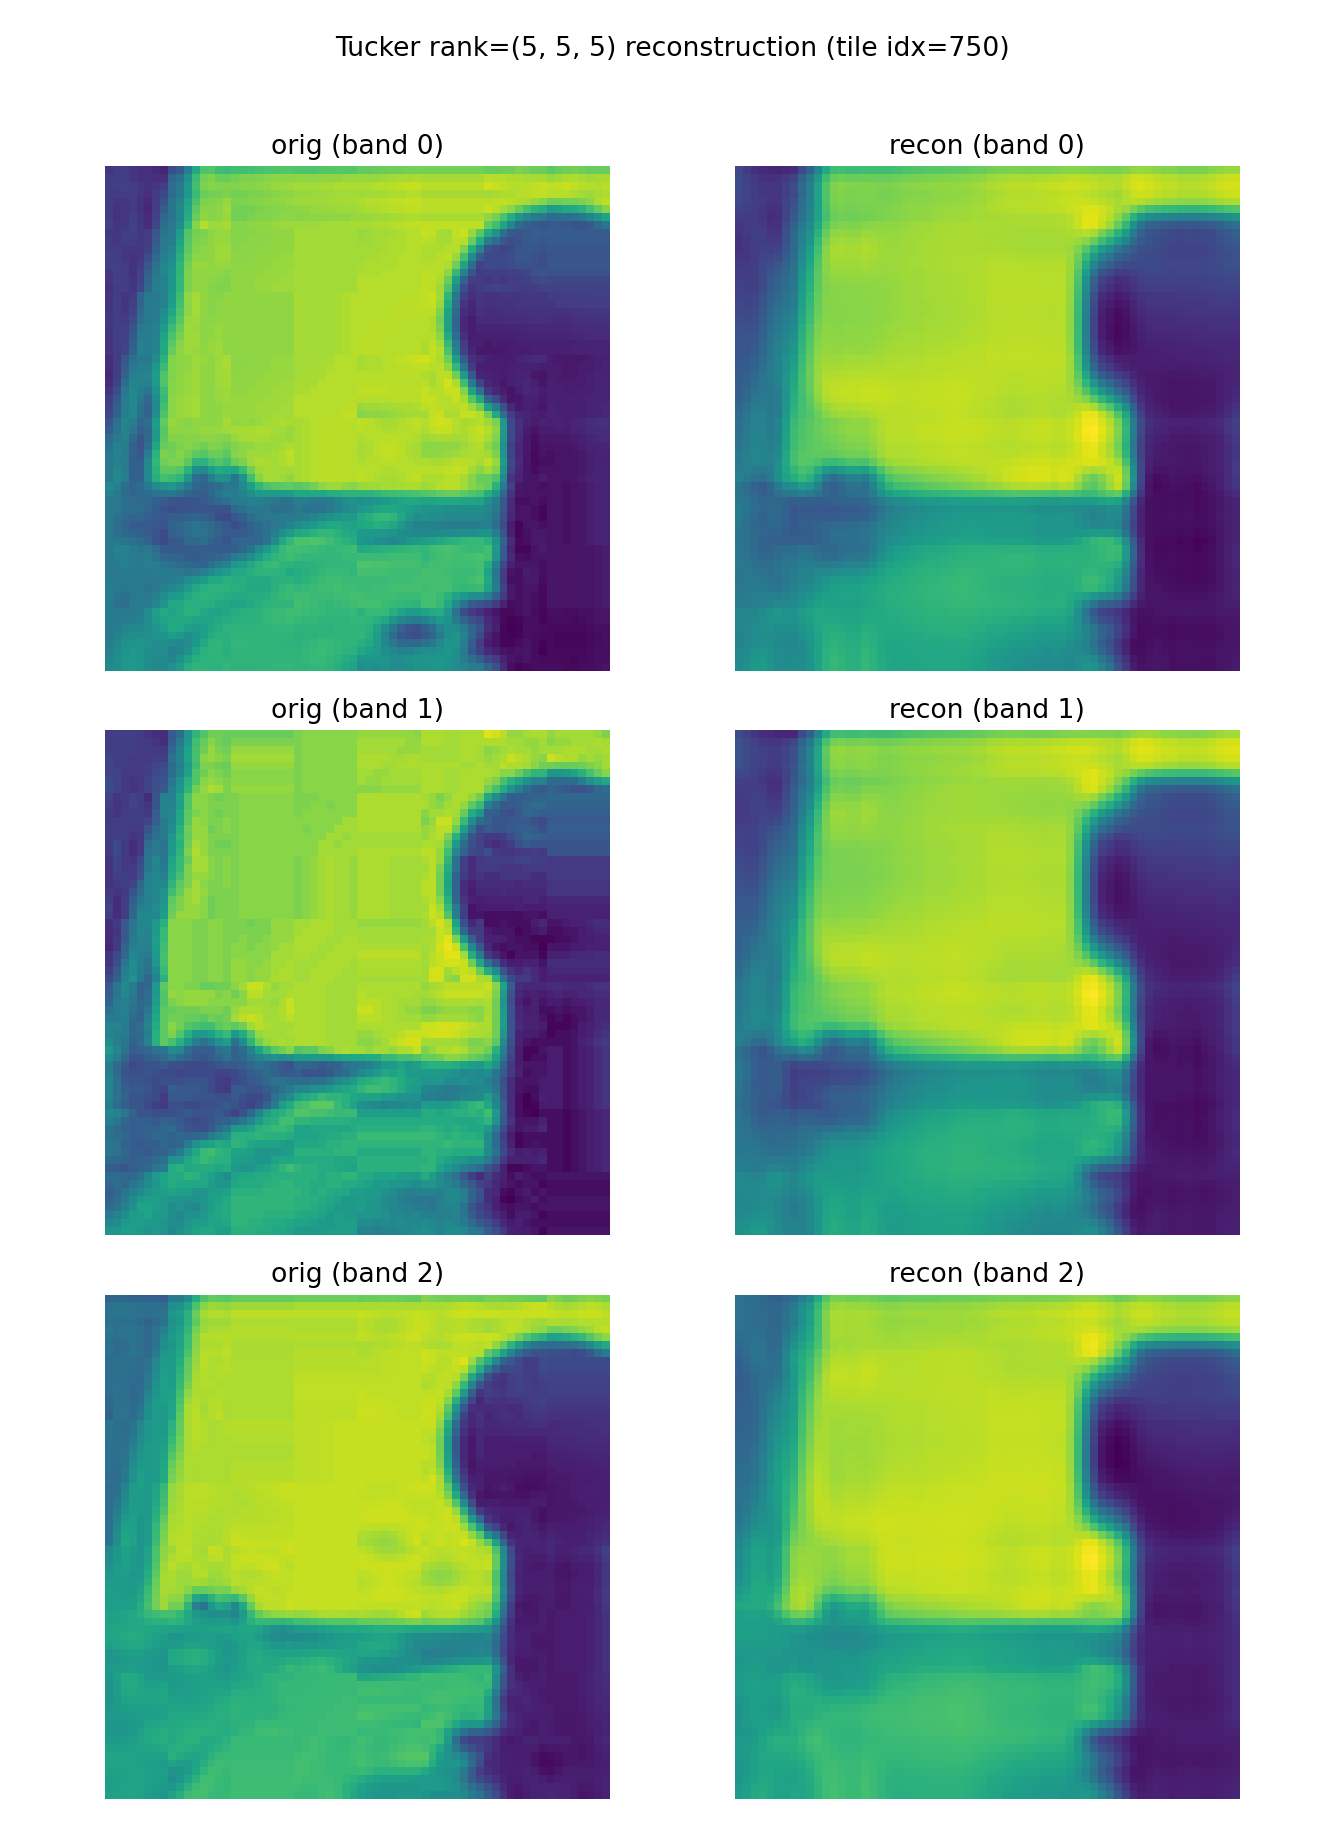 Tucker rank=(5, 5, 5) reconstruction (tile idx=750)
orig (band 0)
recon (band 0)
orig (band 1)
recon (band 1)
orig (band 2)
recon (band 2)